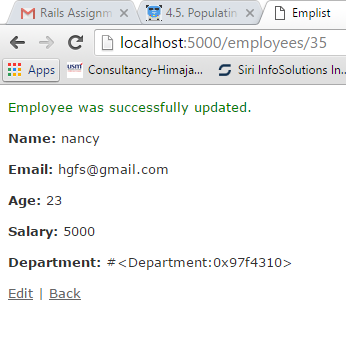 Rails Assignm
4.5. Populatin
Emplist
localhost:5000/employees/35
Apps
usmf
Consultancy-Himaja...
Siri InfoSolutions In...
Employee was successfully updated.
Name: nancy
Email: hgfs@gmail.com
Age: 23
Salary: 5000
Department: #<Department:0x97f4310>
Edit | Back